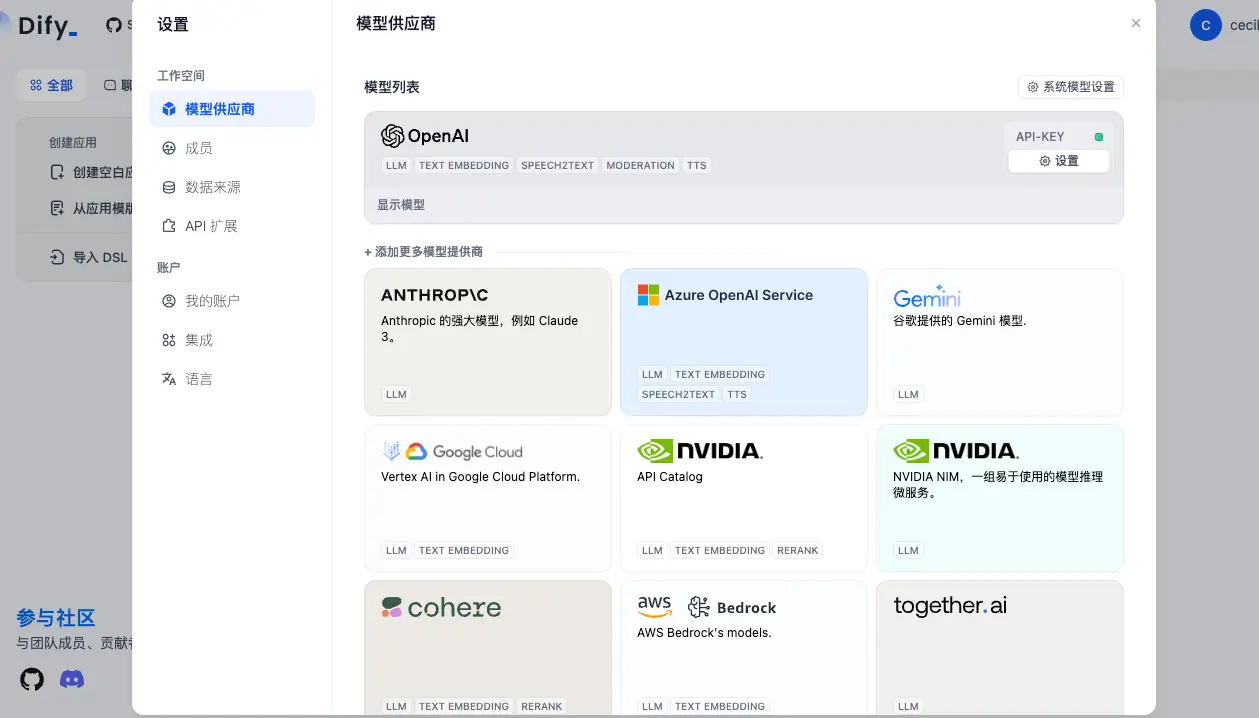 Dify_
设置
模型供应商
C
cecil
工作空间
全部
模型列表
系统模型设置
模型供应商
OpenAI
API-KEY
创建应用
成员
LLM TEXT EMBEDDING SPEECH2TEXT MODERATION TTS
设置
创建空白应
数据来源
从应用模版
显示模型
API 扩展
导入 DSL
+ 添加更多模型提供商
账户
我的账户
集成
语言
ANTHROP\C
Anthropic 的强大模型，例如 Claude
3。
LLM
Azure OpenAI Service
LLM TEXT EMBEDDING
SPEECH2TEXT TTS
Gemini
谷歌提供的 Gemini 模型.
LLM
Google Cloud
Vertex AI in Google Cloud Platform.
LLM TEXT EMBEDDING
NVIDIA.
API Catalog
LLM TEXT EMBEDDING RERANK
NVIDIA.
NVIDIA NIM，一组易于使用的模型推理
微服务。
LLM
cohere
LLM TEXT EMBEDDING RERANK
aws Bedrock
AWS Bedrock's models.
LLM TEXT EMBEDDING
together.ai
LLM
参与社区
与团队成员、贡献者